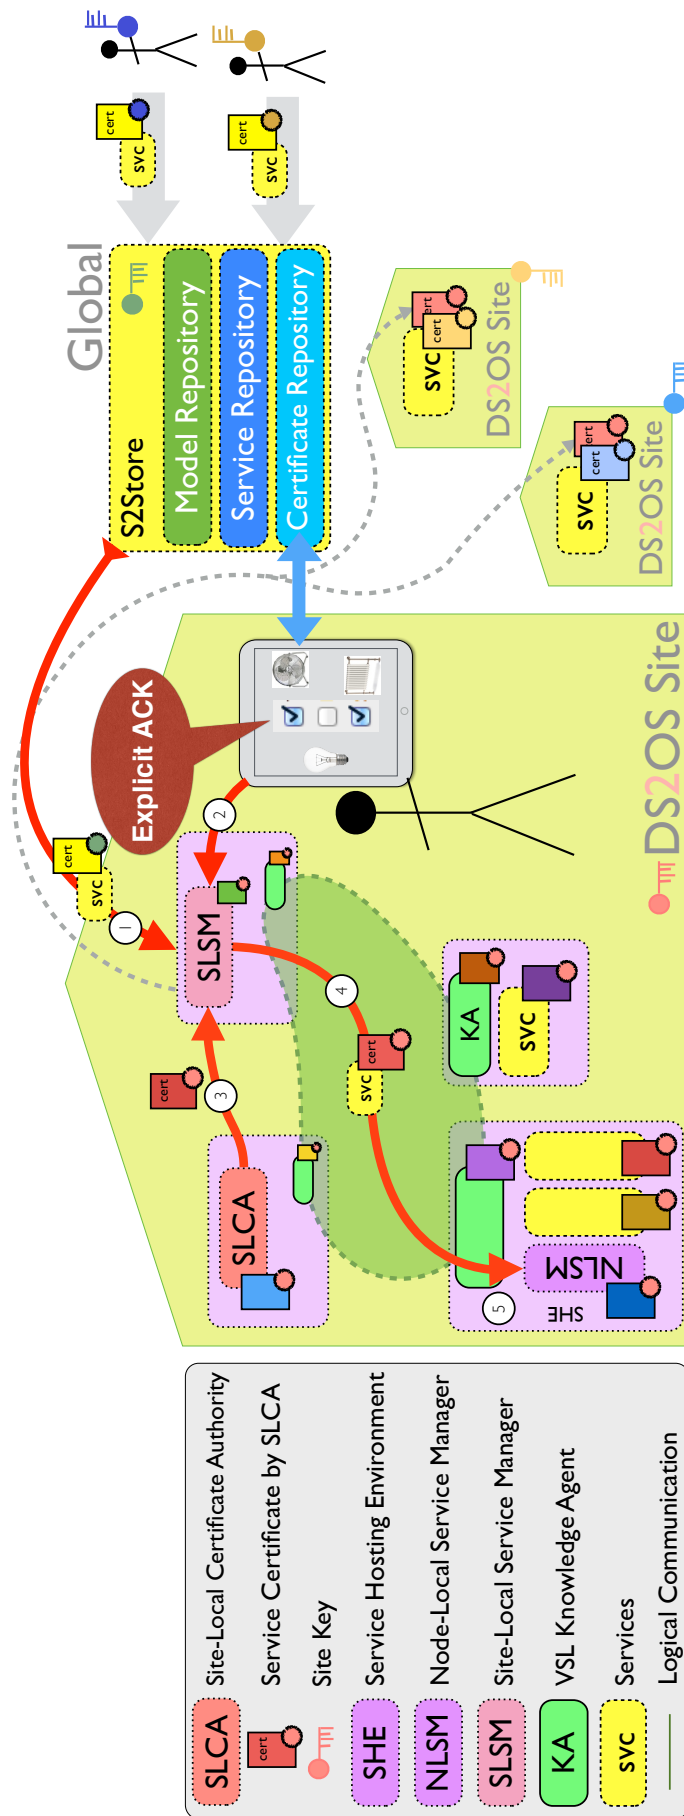 Global
S2Store
Model Repository
Service Repository
Certificate Repository
cert
svc
cert
svc
DS2OS Site
svc
cert
cert
DS2OS Site
svc
cert
cert
DS2OS Site
Explicit ACK
cert
svc
1
2
SLSM
3
cert
SLCA
4
svc
cert
KA
svc
5
SHE
NLSM
SLCA Site-Local Certificate Authority
cert Service Certificate by SLCA
Site Key
SHE Service Hosting Environment
NLSM Node-Local Service Manager
SLSM Site-Local Service Manager
KA VSL Knowledge Agent
svc Services
Logical Communication